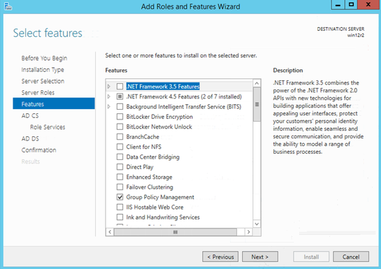 Add Roles and Features Wizard
Select features
DESTINATION SERVER
Before You Begin
Installation Type
Server Selection
Server Roles
Features
AD CS
Role Services
AD DS
Confirmation
Results
Select one or more features to install on the selected server.
Features
.NET Framework 3.5 Features
.NET Framework 4.5 Features (2 of 7 installed)
Background Intelligent Transfer Service (BITS)
BitLocker Drive Encryption
BitLocker Network Unlock
BranchCache
Client for NFS
Data Center Bridging
Direct Play
Enhanced Storage
Failover Clustering
Group Policy Management
IIS Hostable Web Core
Ink and Handwriting Services
Description
.NET Framework 3.5 combines the
power of the .NET Framework 2.0
APIs with new technologies for
building applications that offer
appealing user interfaces, protect
your customers' personal identity
information, enable seamless and
secure communication, and provide
the ability to model a range of
business processes.
< Previous
Next >
Install
Cancel